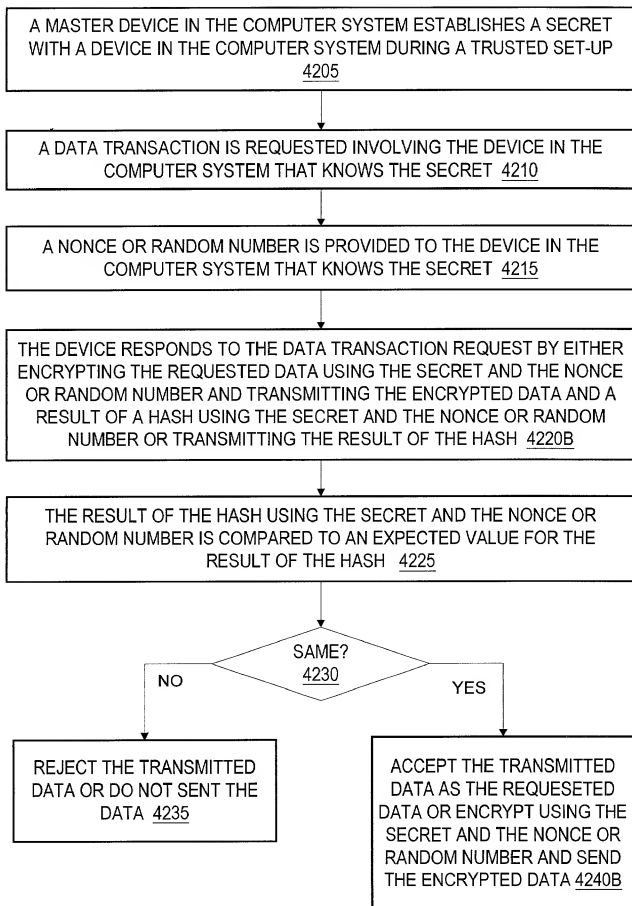 A MASTER DEVICE IN THE COMPUTER SYSTEM ESTABLISHES A SECRET
WITH A DEVICE IN THE COMPUTER SYSTEM DURING A TRUSTED SET-UP
4205
A DATA TRANSACTION IS REQUESTED INVOLVING THE DEVICE IN THE
COMPUTER SYSTEM THAT KNOWS THE SECRET 4210
A NONCE OR RANDOM NUMBER IS PROVIDED TO THE DEVICE IN THE
COMPUTER SYSTEM THAT KNOWS THE SECRET 4215
THE DEVICE RESPONDS TO THE DATA TRANSACTION REQUEST BY EITHER
ENCRYPTING THE REQUESTED DATA USING THE SECRET AND THE NONCE
OR RANDOM NUMBER AND TRANSMITTING THE ENCRYPTED DATA AND A
RESULT OF A HASH USING THE SECRET AND THE NONCE OR RANDOM
NUMBER OR TRANSMITTING THE RESULT OF THE HASH 4220B
THE RESULT OF THE HASH USING THE SECRET AND THE NONCE OR
RANDOM NUMBER IS COMPARED TO AN EXPECTED VALUE FOR THE
RESULT OF THE HASH 4225
SAME?
4230
NO
YES
REJECT THE TRANSMITTED
DATA OR DO NOT SENT THE
DATA 4235
ACCEPT THE TRANSMITTED
DATA AS THE REQUESETED
DATA OR ENCRYPT USING THE
SECRET AND THE NONCE OR
RANDOM NUMBER AND SEND
THE ENCRYPTED DATA 4240B